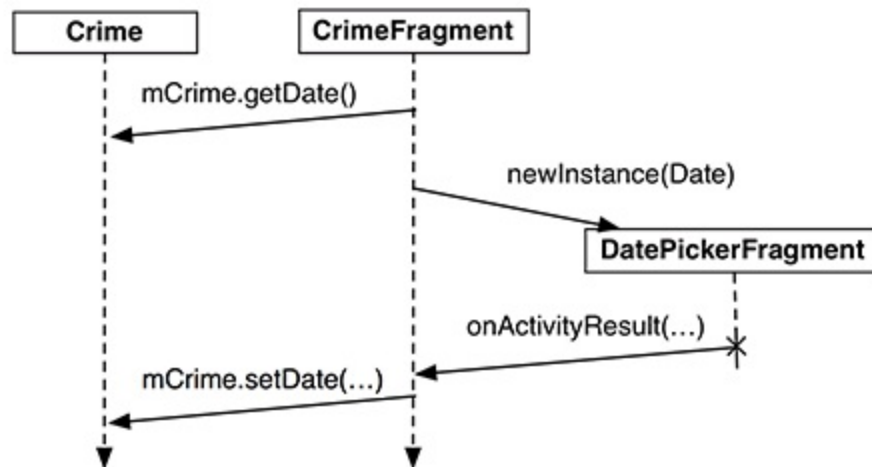 Crime
CrimeFragment
mCrime.getDate()
newInstance(Date)
DatePickerFragment
onActivityResult(…)
mCrime.setDate(…)